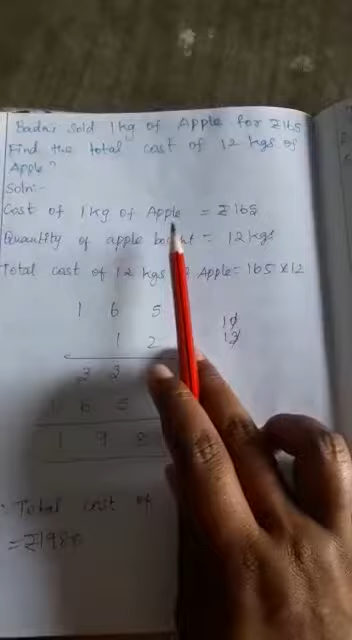 Badri sold 1kg of Apple for ₹165
Find the total cost of 12 kgs of
Apple?
Soln:-
Cost of 1kg of Apple = ₹165
Quantity of apple = 12kgs
Total cost of 12 kgs Apple = 165 × 12
1 6 5
1 2
3 3
1 6 5
1 9 8
Total cost of
= ₹1980